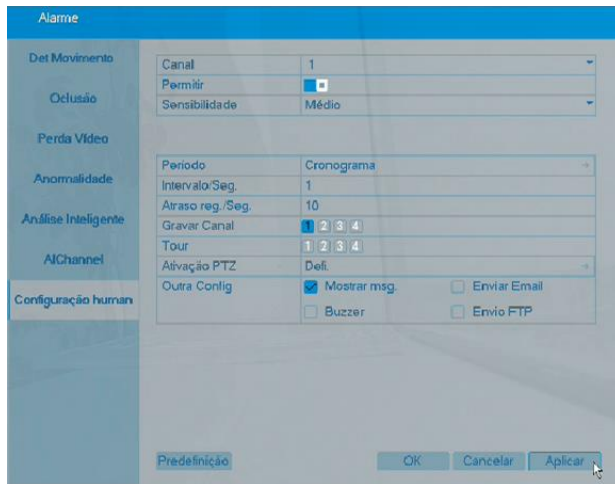 Alarme
Det Movimento
Oclusão
Perda Vídeo
Anormalidade
Análise Inteligente
AIChannel
Configuração human
Canal 1
Permitir
Sensibilidade Médio
Período Cronograma
Intervalo/Seg. 1
Atraso reg./Seg. 10
Gravar Canal 1 2 3 4
Tour 1 2 3 4
Ativação PTZ Defi.
Outra Config Mostrar msg. Enviar Email
Buzzer Envio FTP
Predefinição OK Cancelar Aplicar